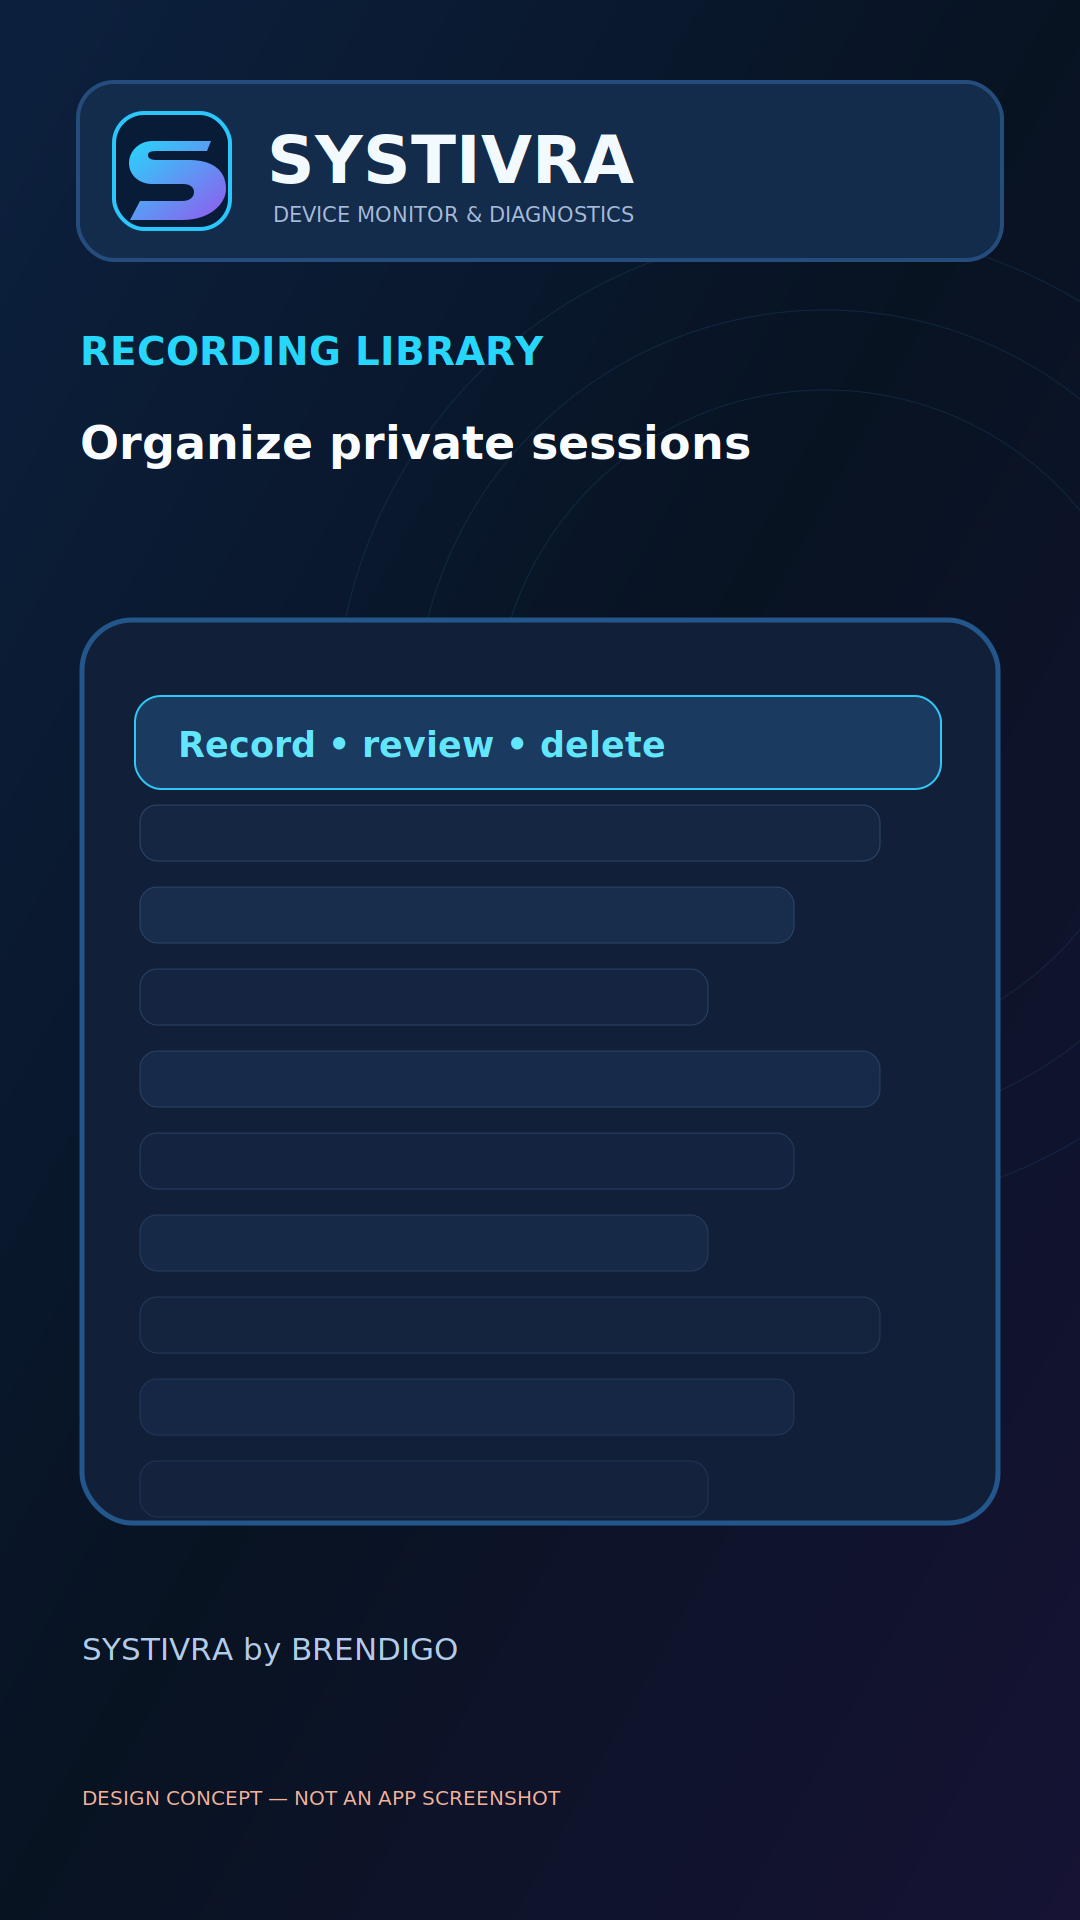 SYSTIVRA
DEVICE MONITOR & DIAGNOSTICS
RECORDING LIBRARY
Organize private sessions
Record • review • delete
SYSTIVRA by BRENDIGO
DESIGN CONCEPT — NOT AN APP SCREENSHOT